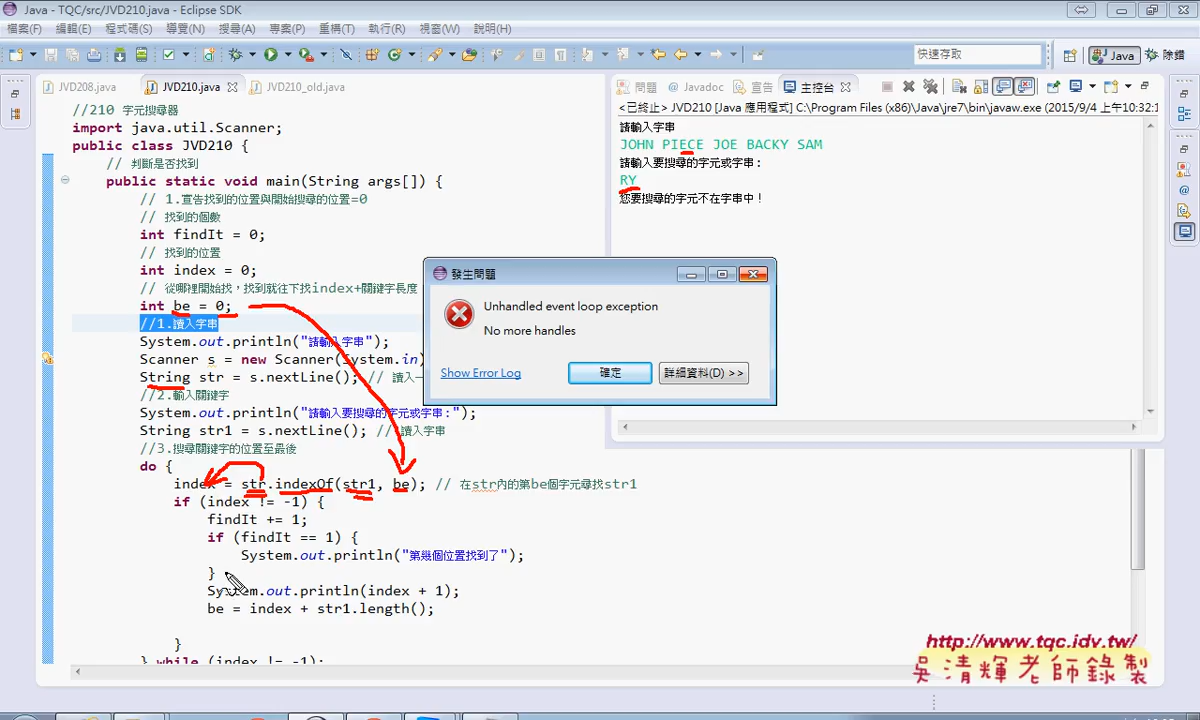 Java - TQC/src/JVD210.java - Eclipse SDK
檔案(F) 編輯(E) 程式碼(S) 導覽(N) 搜尋(A) 專案(P) 重構(T) 執行(R) 視窗(W) 說明(H)
快速存取
Java 除錯
JVD208.java JVD210.java JVD210_old.java
問題 @ Javadoc 宣告 主控台
<已終止> JVD210 [Java 應用程式] C:\Program Files (x86)\Java\jre7\bin\javaw.exe (2015/9/4 上午10:32:1
請輸入字串
JOHN PIECE JOE BACKY SAM
請輸入要搜尋的字元或字串:
RY
您要搜尋的字元不在字串中!
//210 字元搜尋器
import java.util.Scanner;
public class JVD210 {
// 判斷是否找到
public static void main(String args[]) {
// 1.宣告找到的位置與開始搜尋的位置=0
// 找到的個數
int findIt = 0;
// 找到的位置
int index = 0;
// 從哪裡開始找,找到就往下找index+關鍵字長度
int be = 0;
//1.讀入字串
System.out.println("請輸入字串");
Scanner s = new Scanner(System.in)
String str = s.nextLine(); // 讀入一
//2.輸入關鍵字
System.out.println("請輸入要搜尋的字元或字串:");
String str1 = s.nextLine(); // 讀入字串
//3.搜尋關鍵字的位置至最後
do {
index = str.indexOf(str1, be); // 在str內的第be個字元尋找str1
if (index != -1) {
findIt += 1;
if (findIt == 1) {
System.out.println("第幾個位置找到了");
}
System.out.println(index + 1);
be = index + str1.length();
}
} while (index != -1);
發生問題
Unhandled event loop exception
No more handles
Show Error Log
確定
詳細資料(D) >>
http://www.tqc.idv.tw/
吳清輝老師錄製